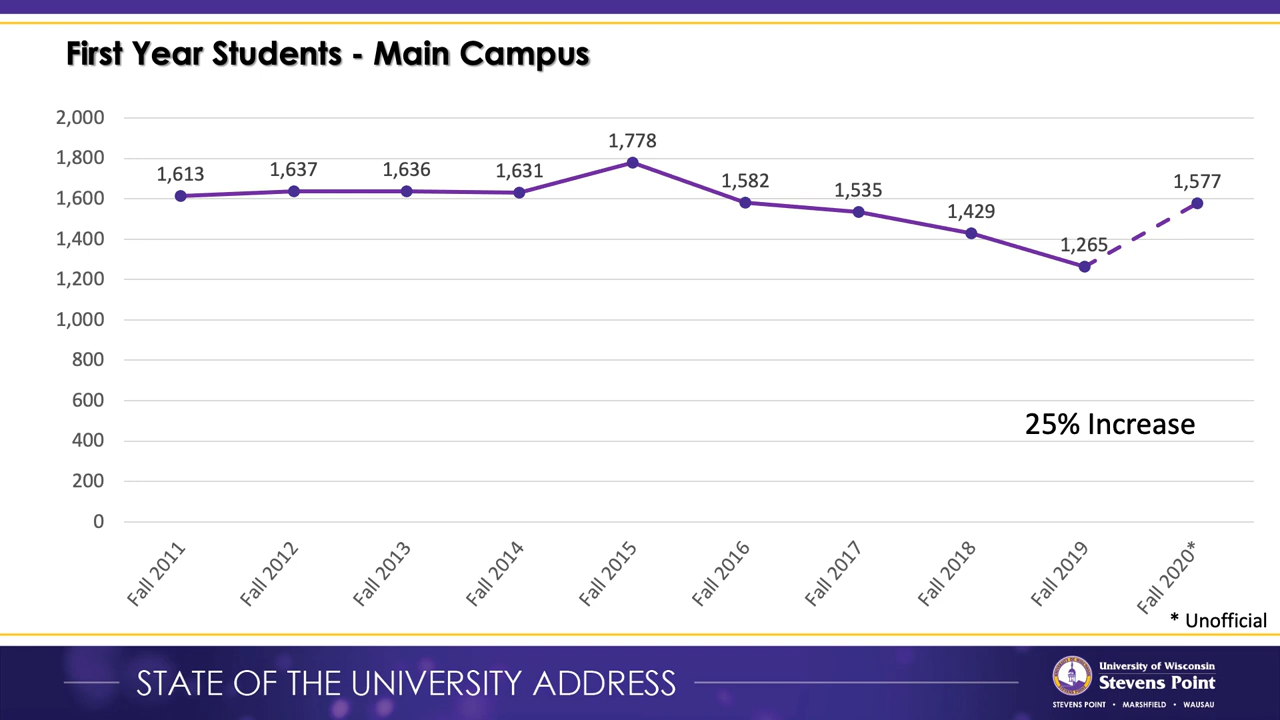 First Year Students - Main Campus
2,000
1,800
1,600
1,400
1,200
1,000
800
600
400
200
0
1,613
1,637
1,636
1,631
1,778
1,582
1,535
1,429
1,265
1,577
25% Increase
Fall 2011
Fall 2012
Fall 2013
Fall 2014
Fall 2015
Fall 2016
Fall 2017
Fall 2018
Fall 2019
Fall 2020*
* Unofficial
STATE OF THE UNIVERSITY ADDRESS
University of Wisconsin
Stevens Point
STEVENS POINT • MARSHFIELD • WAUSAU